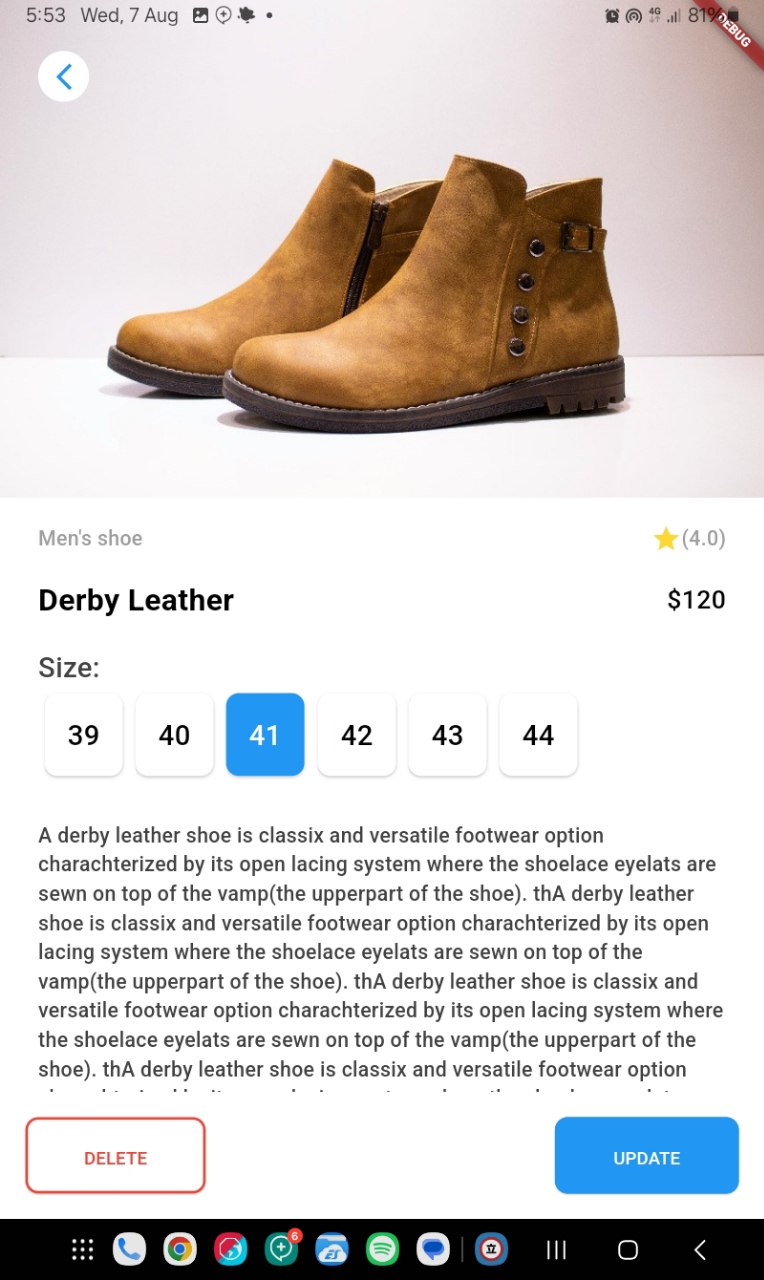 5:53 Wed, 7 Aug
4G 81%
DEBUG
Men's shoe
(4.0)
Derby Leather
$120
Size:
39 40 41 42 43 44
A derby leather shoe is classix and versatile footwear option
charachterized by its open lacing system where the shoelace eyelats are
sewn on top of the vamp(the upperpart of the shoe). thA derby leather
shoe is classix and versatile footwear option charachterized by its open
lacing system where the shoelace eyelats are sewn on top of the
vamp(the upperpart of the shoe). thA derby leather shoe is classix and
versatile footwear option charachterized by its open lacing system where
the shoelace eyelats are sewn on top of the vamp(the upperpart of the
shoe). thA derby leather shoe is classix and versatile footwear option
DELETE
UPDATE
6
ES